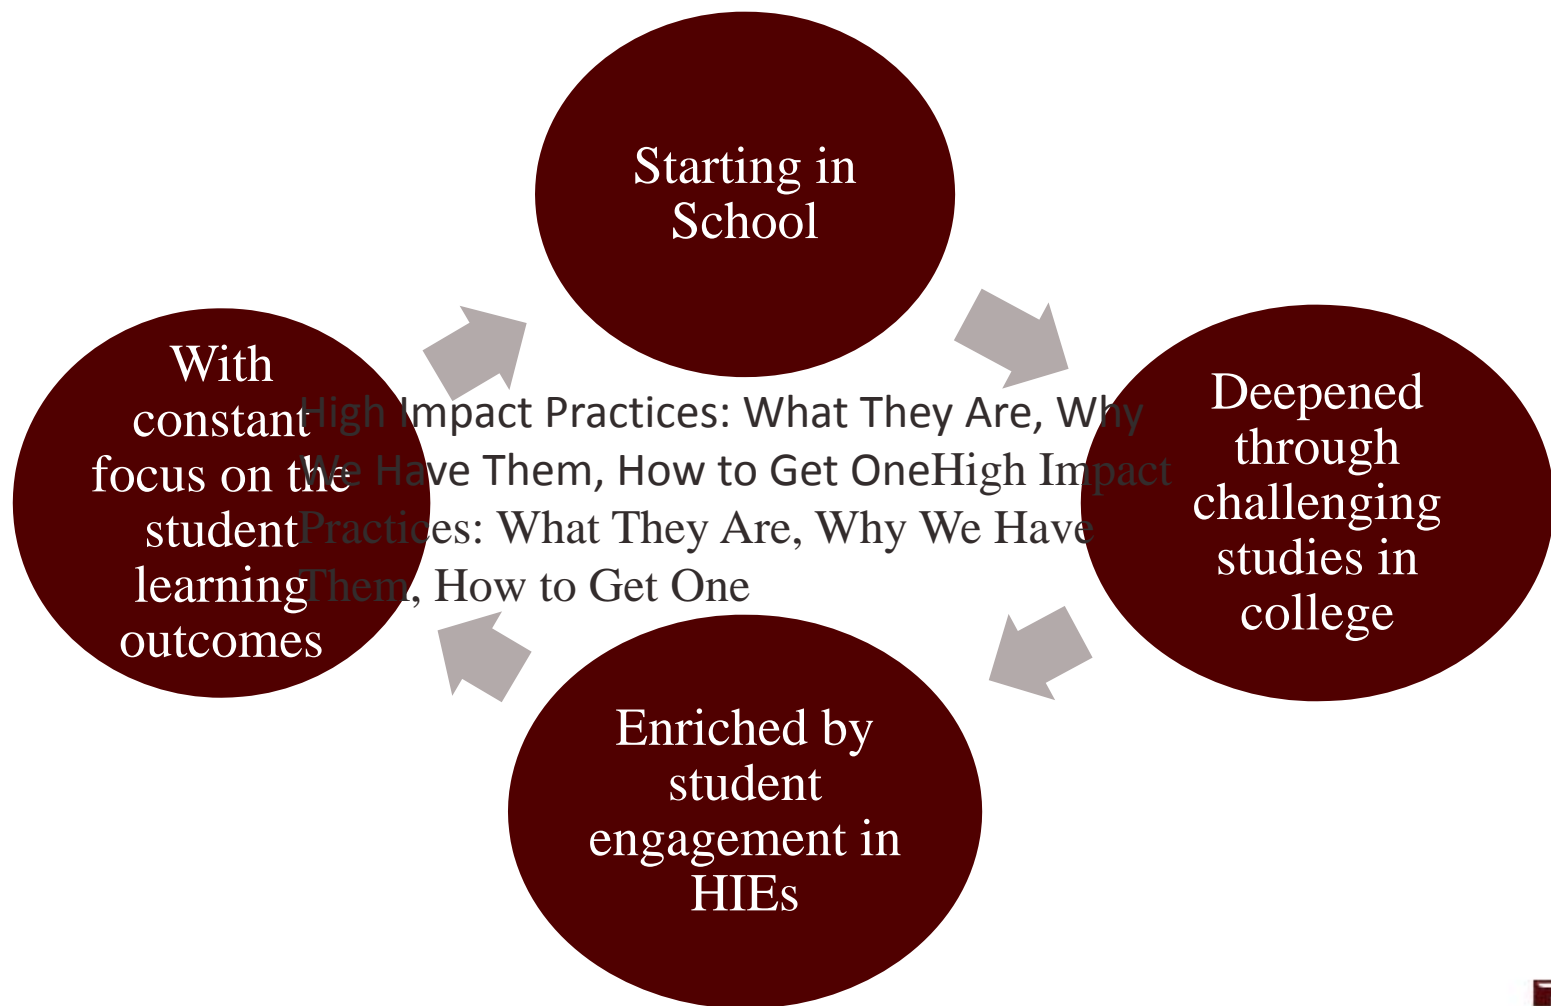 Starting in
School
With
constant
focus on the
student
learning
outcomes
High Impact Practices: What They Are, Why
We Have Them, How to Get OneHigh Impact
Practices: What They Are, Why We Have
Them, How to Get One
Deepened
through
challenging
studies in
college
Enriched by
student
engagement in
HIEs